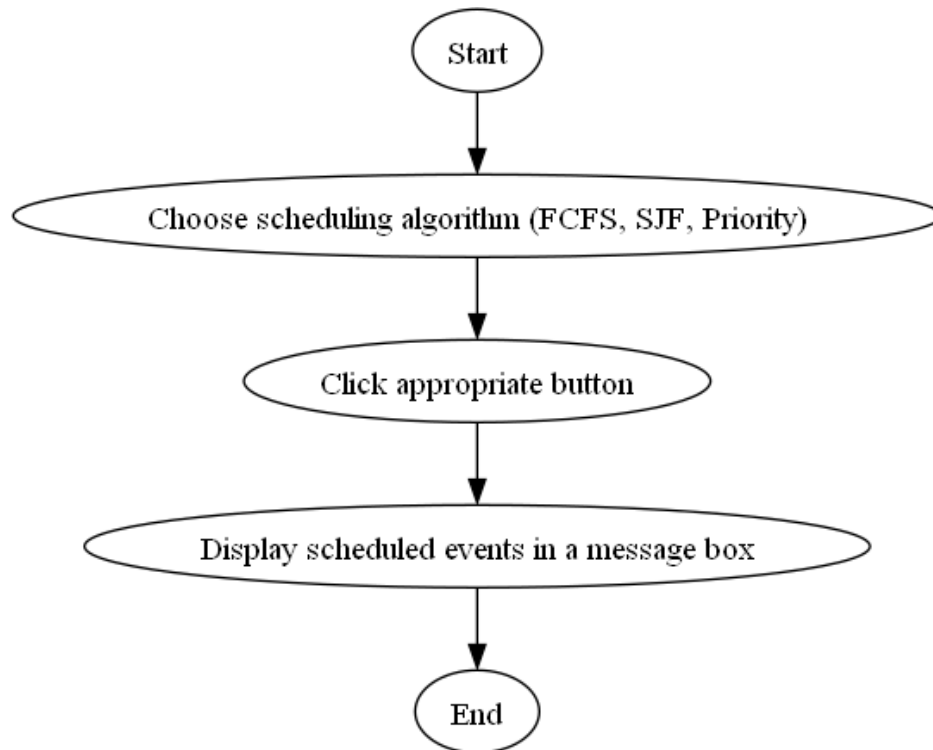 Start
Choose scheduling algorithm (FCFS, SJF, Priority)
Click appropriate button
Display scheduled events in a message box
End